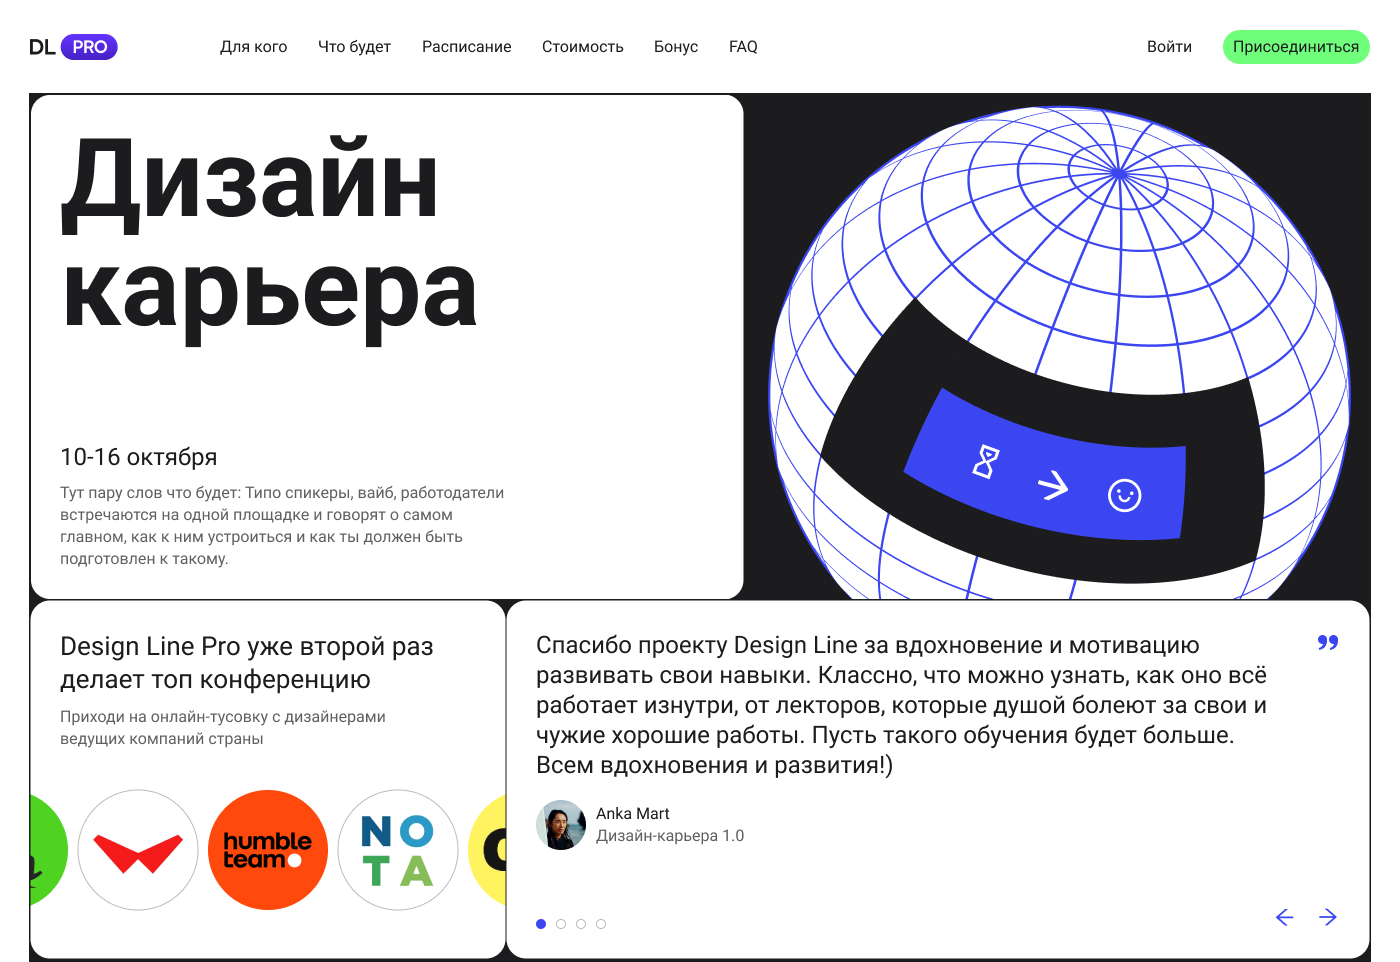 DL PRO
Для кого
Что будет
Расписание
Стоимость
Бонус
FAQ
Войти
Присоединиться
Дизайн
карьера
10-16 октября
Тут пару слов что будет: Типо спикеры, вайб, работодатели
встречаются на одной площадке и говорят о самом
главном, как к ним устроиться и как ты должен быть
подготовлен к такому.
Design Line Pro уже второй раз
делает топ конференцию
Приходи на онлайн-тусовку с дизайнерами
ведущих компаний страны
humble
team
NO
TA
Спасибо проекту Design Line за вдохновение и мотивацию
развивать свои навыки. Классно, что можно узнать, как оно всё
работает изнутри, от лекторов, которые душой болеют за свои и
чужие хорошие работы. Пусть такого обучения будет больше.
Всем вдохновения и развития!)
Anka Mart
Дизайн-карьера 1.0